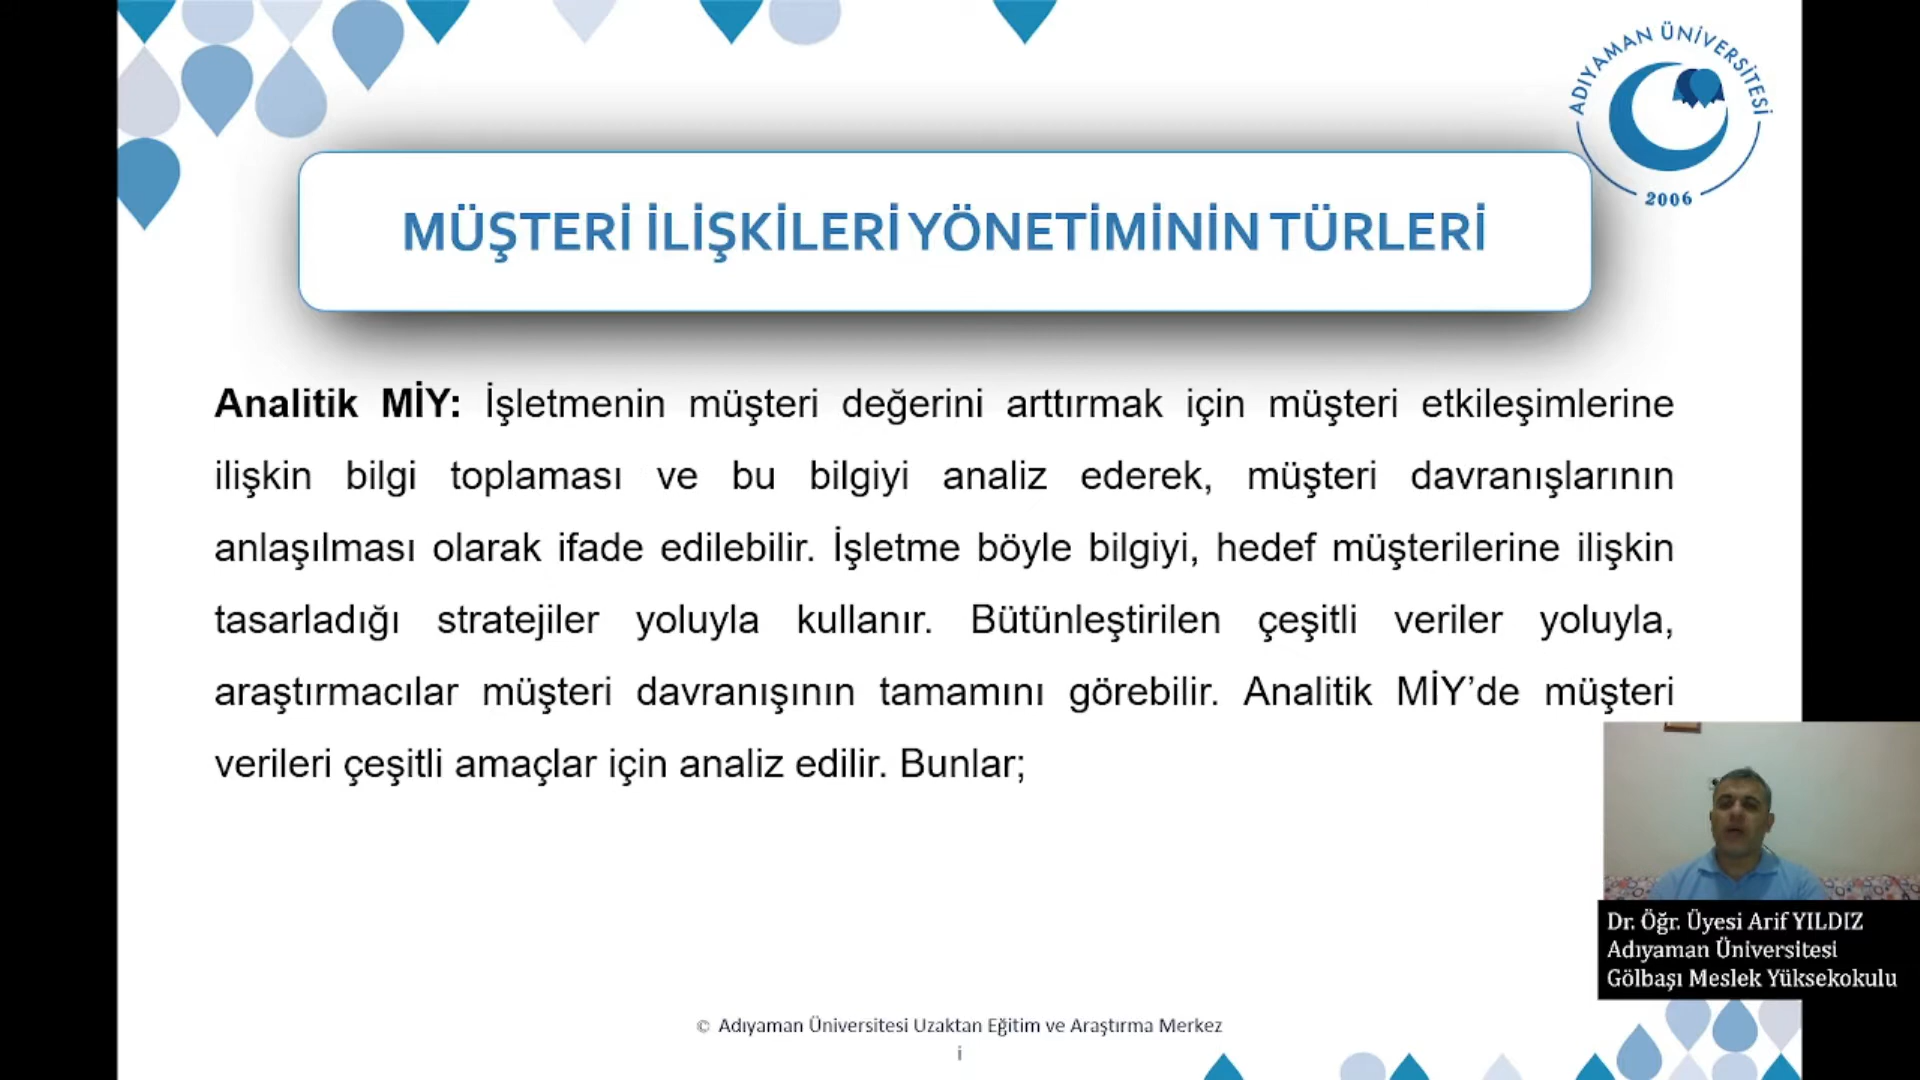 ADIYAMAN ÜNİVERSİTESİ
2006
MÜŞTERİ İLİŞKİLERİ YÖNETİMİNİN TÜRLERİ
Analitik MİY: İşletmenin müşteri değerini arttırmak için müşteri etkileşimlerine
ilişkin bilgi toplaması ve bu bilgiyi analiz ederek, müşteri davranışlarının
anlaşılması olarak ifade edilebilir. İşletme böyle bilgiyi, hedef müşterilerine ilişkin
tasarladığı stratejiler yoluyla kullanır. Bütünleştirilen çeşitli veriler yoluyla,
araştırmacılar müşteri davranışının tamamını görebilir. Analitik MİY’de müşteri
verileri çeşitli amaçlar için analiz edilir. Bunlar;
Dr. Öğr. Üyesi Arif YILDIZ
Adıyaman Üniversitesi
Gölbaşı Meslek Yüksekokulu
© Adıyaman Üniversitesi Uzaktan Eğitim ve Araştırma Merkez
i